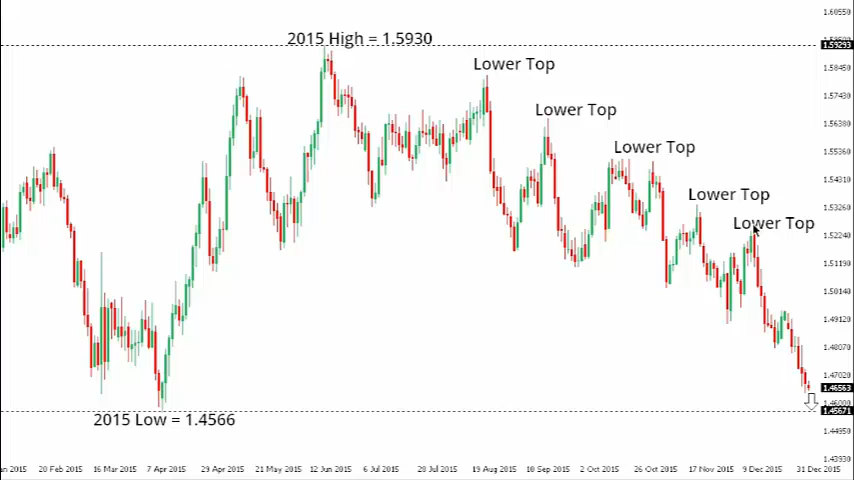 1.60550
2015 High = 1.5930
1.59293
Lower Top
1.58450
1.57430
Lower Top
1.56380
Lower Top
1.55360
1.54310
Lower Top
1.53260
Lower Top
1.52240
1.51190
1.50140
1.49120
1.48070
1.47020
1.46563
1.46000
1.45671
2015 Low = 1.4566
1.44950
1.43930
20 Feb 2015 16 Mar 2015 7 Apr 2015 29 Apr 2015 21 May 2015 12 Jun 2015 6 Jul 2015 28 Jul 2015 19 Aug 2015 10 Sep 2015 2 Oct 2015 26 Oct 2015 17 Nov 2015 9 Dec 2015 31 Dec 2015